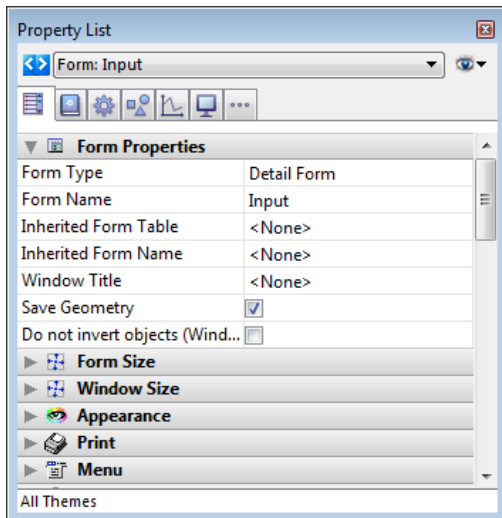 Property List
Form: Input
Form Properties
Form Type Detail Form
Form Name Input
Inherited Form Table <None>
Inherited Form Name <None>
Window Title <None>
Save Geometry
Do not invert objects (Wind...
Form Size
Window Size
Appearance
Print
Menu
All Themes